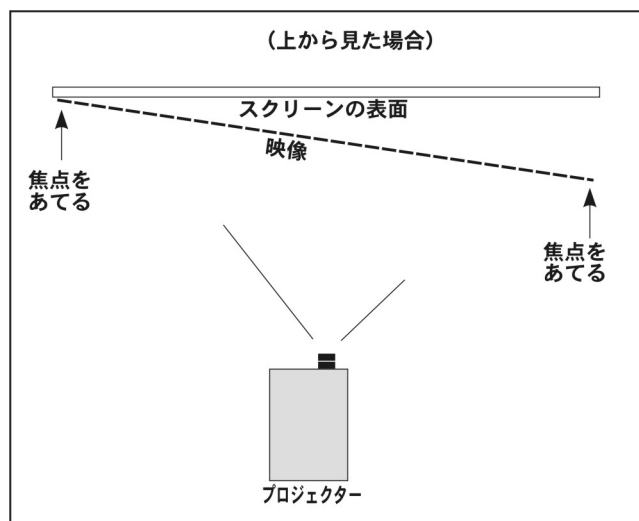 （上から見た場合）
スクリーンの表面
映像
焦点を
あてる
焦点を
あてる
プロジェクター